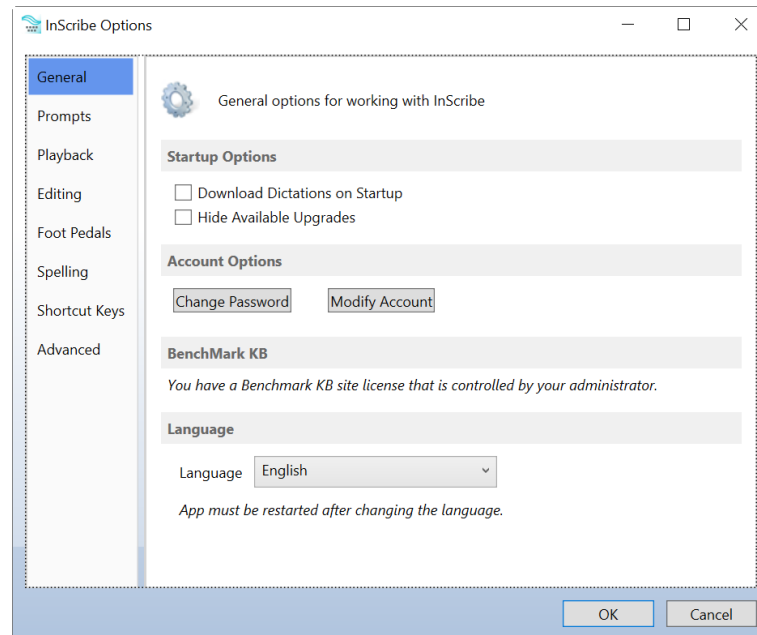 InScribe Options
General
Prompts
Playback
Editing
Foot Pedals
Spelling
Shortcut Keys
Advanced
General options for working with InScribe
Startup Options
Download Dictations on Startup
Hide Available Upgrades
Account Options
Change Password Modify Account
BenchMark KB
You have a Benchmark KB site license that is controlled by your administrator.
Language
Language English
App must be restarted after changing the language.
OK Cancel